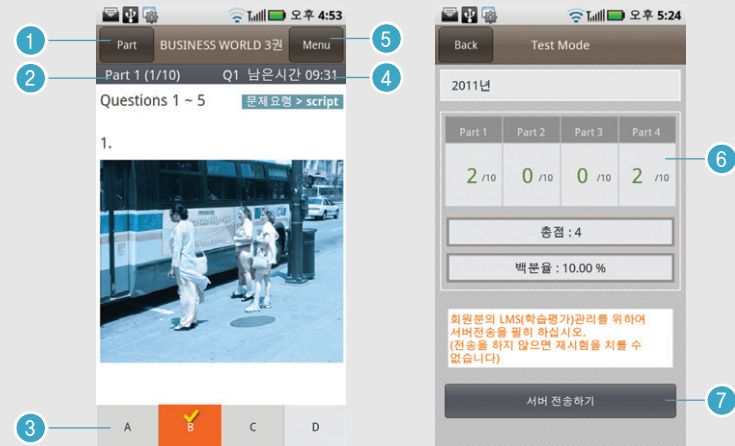 오후 4:53
1
Part
BUSINESS WORLD 3권
Menu
5
2
Part 1 (1/10)
Q1 남은시간 09:31
4
Questions 1 ~ 5
문제요령 > script
1.
3
A
B
C
D
오후 5:24
Back
Test Mode
2011년
Part 1
Part 2
Part 3
Part 4
2 /10
0 /10
0 /10
2 /10
6
총점 : 4
백분율 : 10.00 %
회원분의 LMS(학습평가)관리를 위하여
서버전송을 필히 하십시오.
(전송을 하지 않으면 재시험을 치를 수
없습니다)
서버 전송하기
7